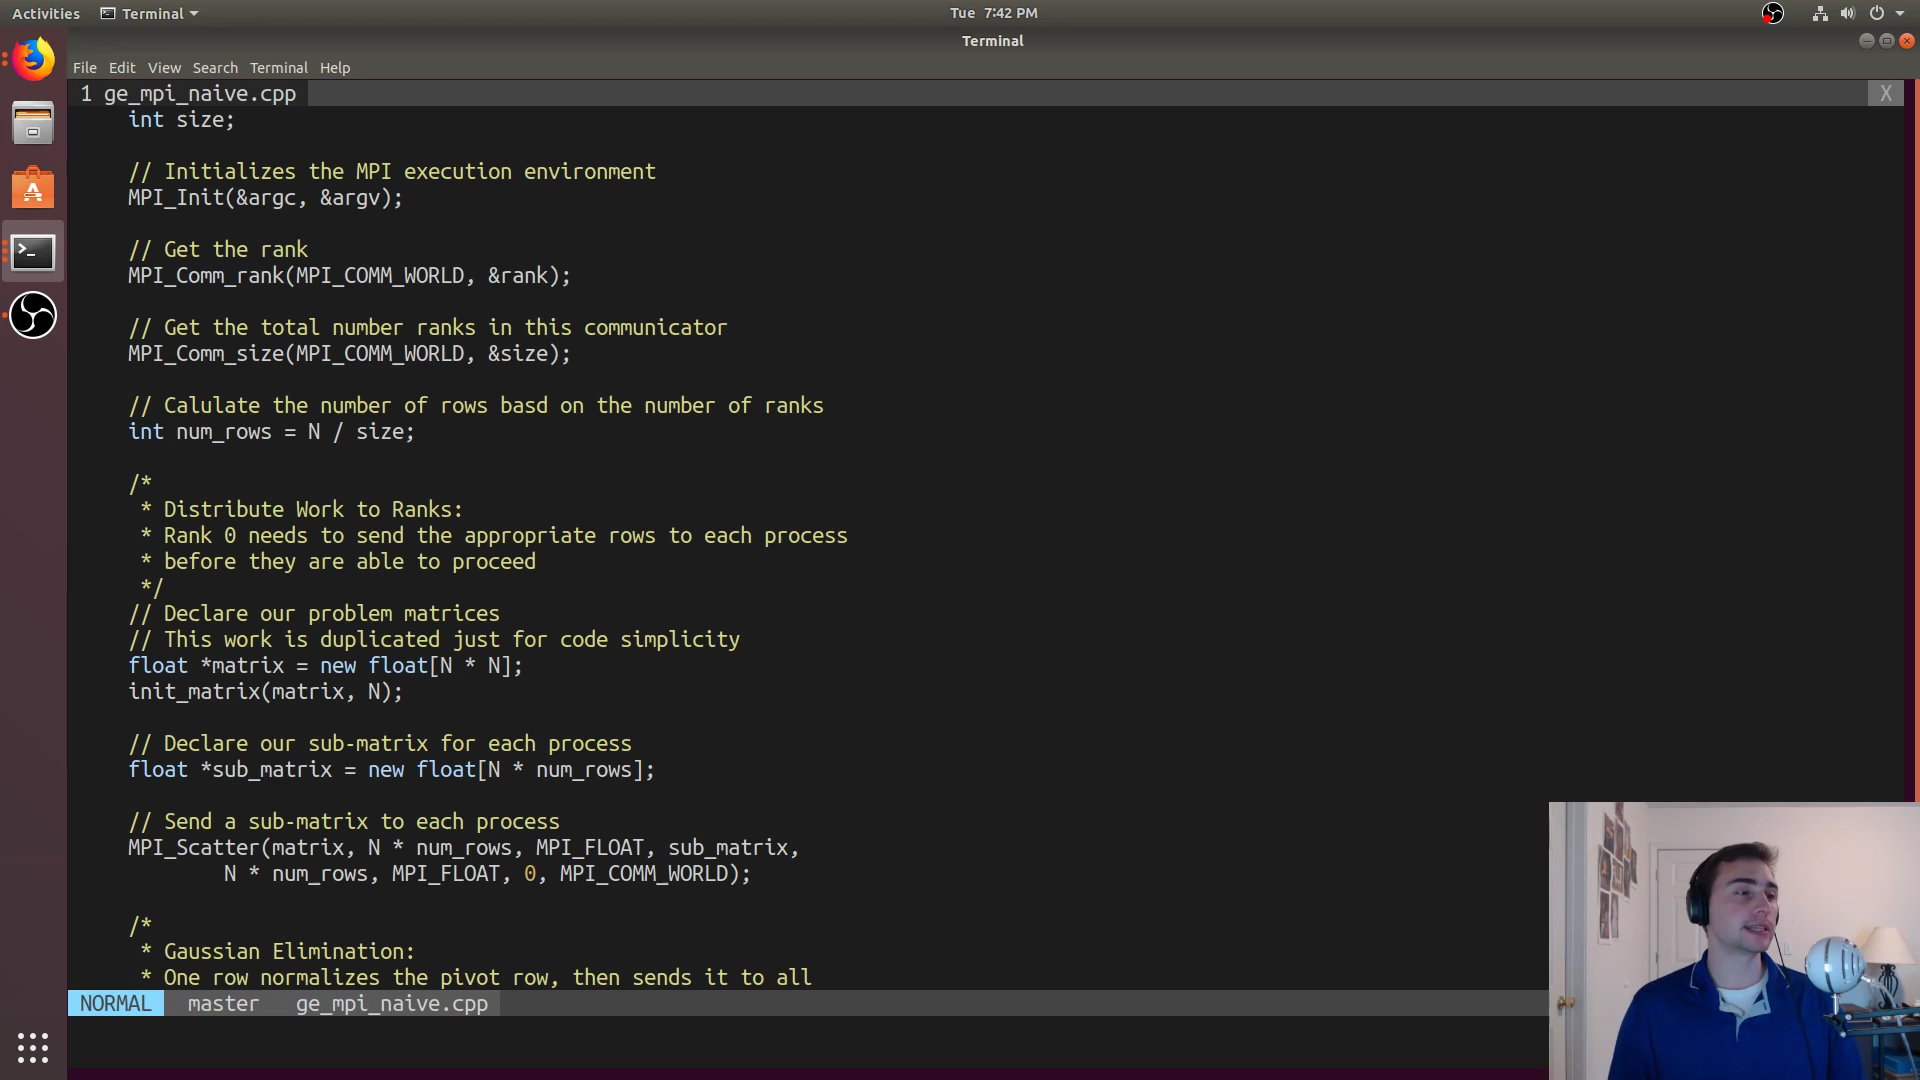 Activities
Terminal
Tue 7:42 PM
Terminal
File Edit View Search Terminal Help
1 ge_mpi_naive.cpp
X
int size;
// Initializes the MPI execution environment
MPI_Init(&argc, &argv);
// Get the rank
MPI_Comm_rank(MPI_COMM_WORLD, &rank);
// Get the total number ranks in this communicator
MPI_Comm_size(MPI_COMM_WORLD, &size);
// Calulate the number of rows basd on the number of ranks
int num_rows = N / size;
/*
* Distribute Work to Ranks:
* Rank 0 needs to send the appropriate rows to each process
* before they are able to proceed
*/
// Declare our problem matrices
// This work is duplicated just for code simplicity
float *matrix = new float[N * N];
init_matrix(matrix, N);
// Declare our sub-matrix for each process
float *sub_matrix = new float[N * num_rows];
// Send a sub-matrix to each process
MPI_Scatter(matrix, N * num_rows, MPI_FLOAT, sub_matrix,
N * num_rows, MPI_FLOAT, 0, MPI_COMM_WORLD);
/*
* Gaussian Elimination:
* One row normalizes the pivot row, then sends it to all
NORMAL master ge_mpi_naive.cpp